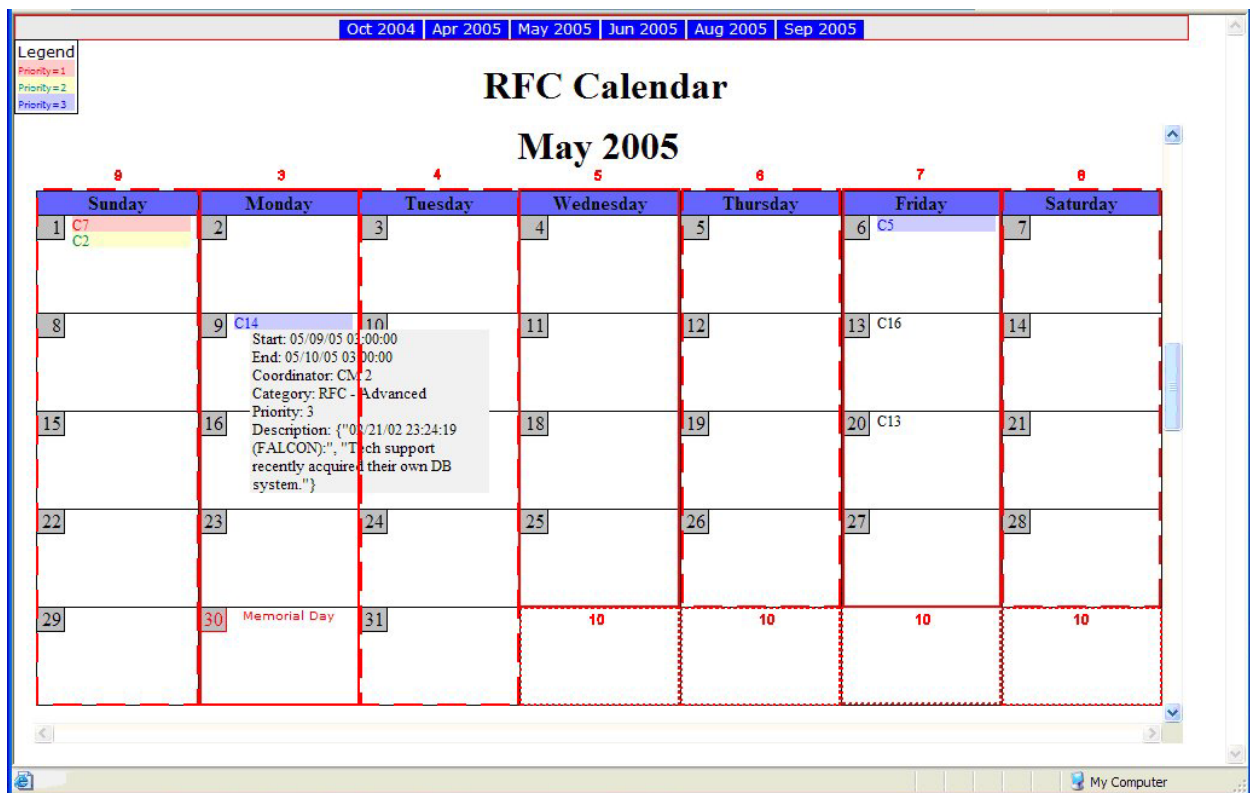 Oct 2004 Apr 2005 May 2005 Jun 2005 Aug 2005 Sep 2005
Legend
Priority=1
Priority=2
Priority=3
RFC Calendar
May 2005
9 3 4 5 6 7 8
Sunday Monday Tuesday Wednesday Thursday Friday Saturday
1 C7 2 3 4 5 6 C5 7
C2
8 9 C14 10 11 12 13 C16 14
Start: 05/09/05 03:00:00
End: 05/10/05 03:00:00
Coordinator: CM 2
Category: RFC - Advanced
Priority: 3
15 16 18 19 20 C13 21
Description: {"02/21/02 23:24:19
(FALCON):", "Tech support
recently acquired their own DB
system."}
22 23 24 25 26 27 28
29 30 Memorial Day 31 10 10 10 10
My Computer